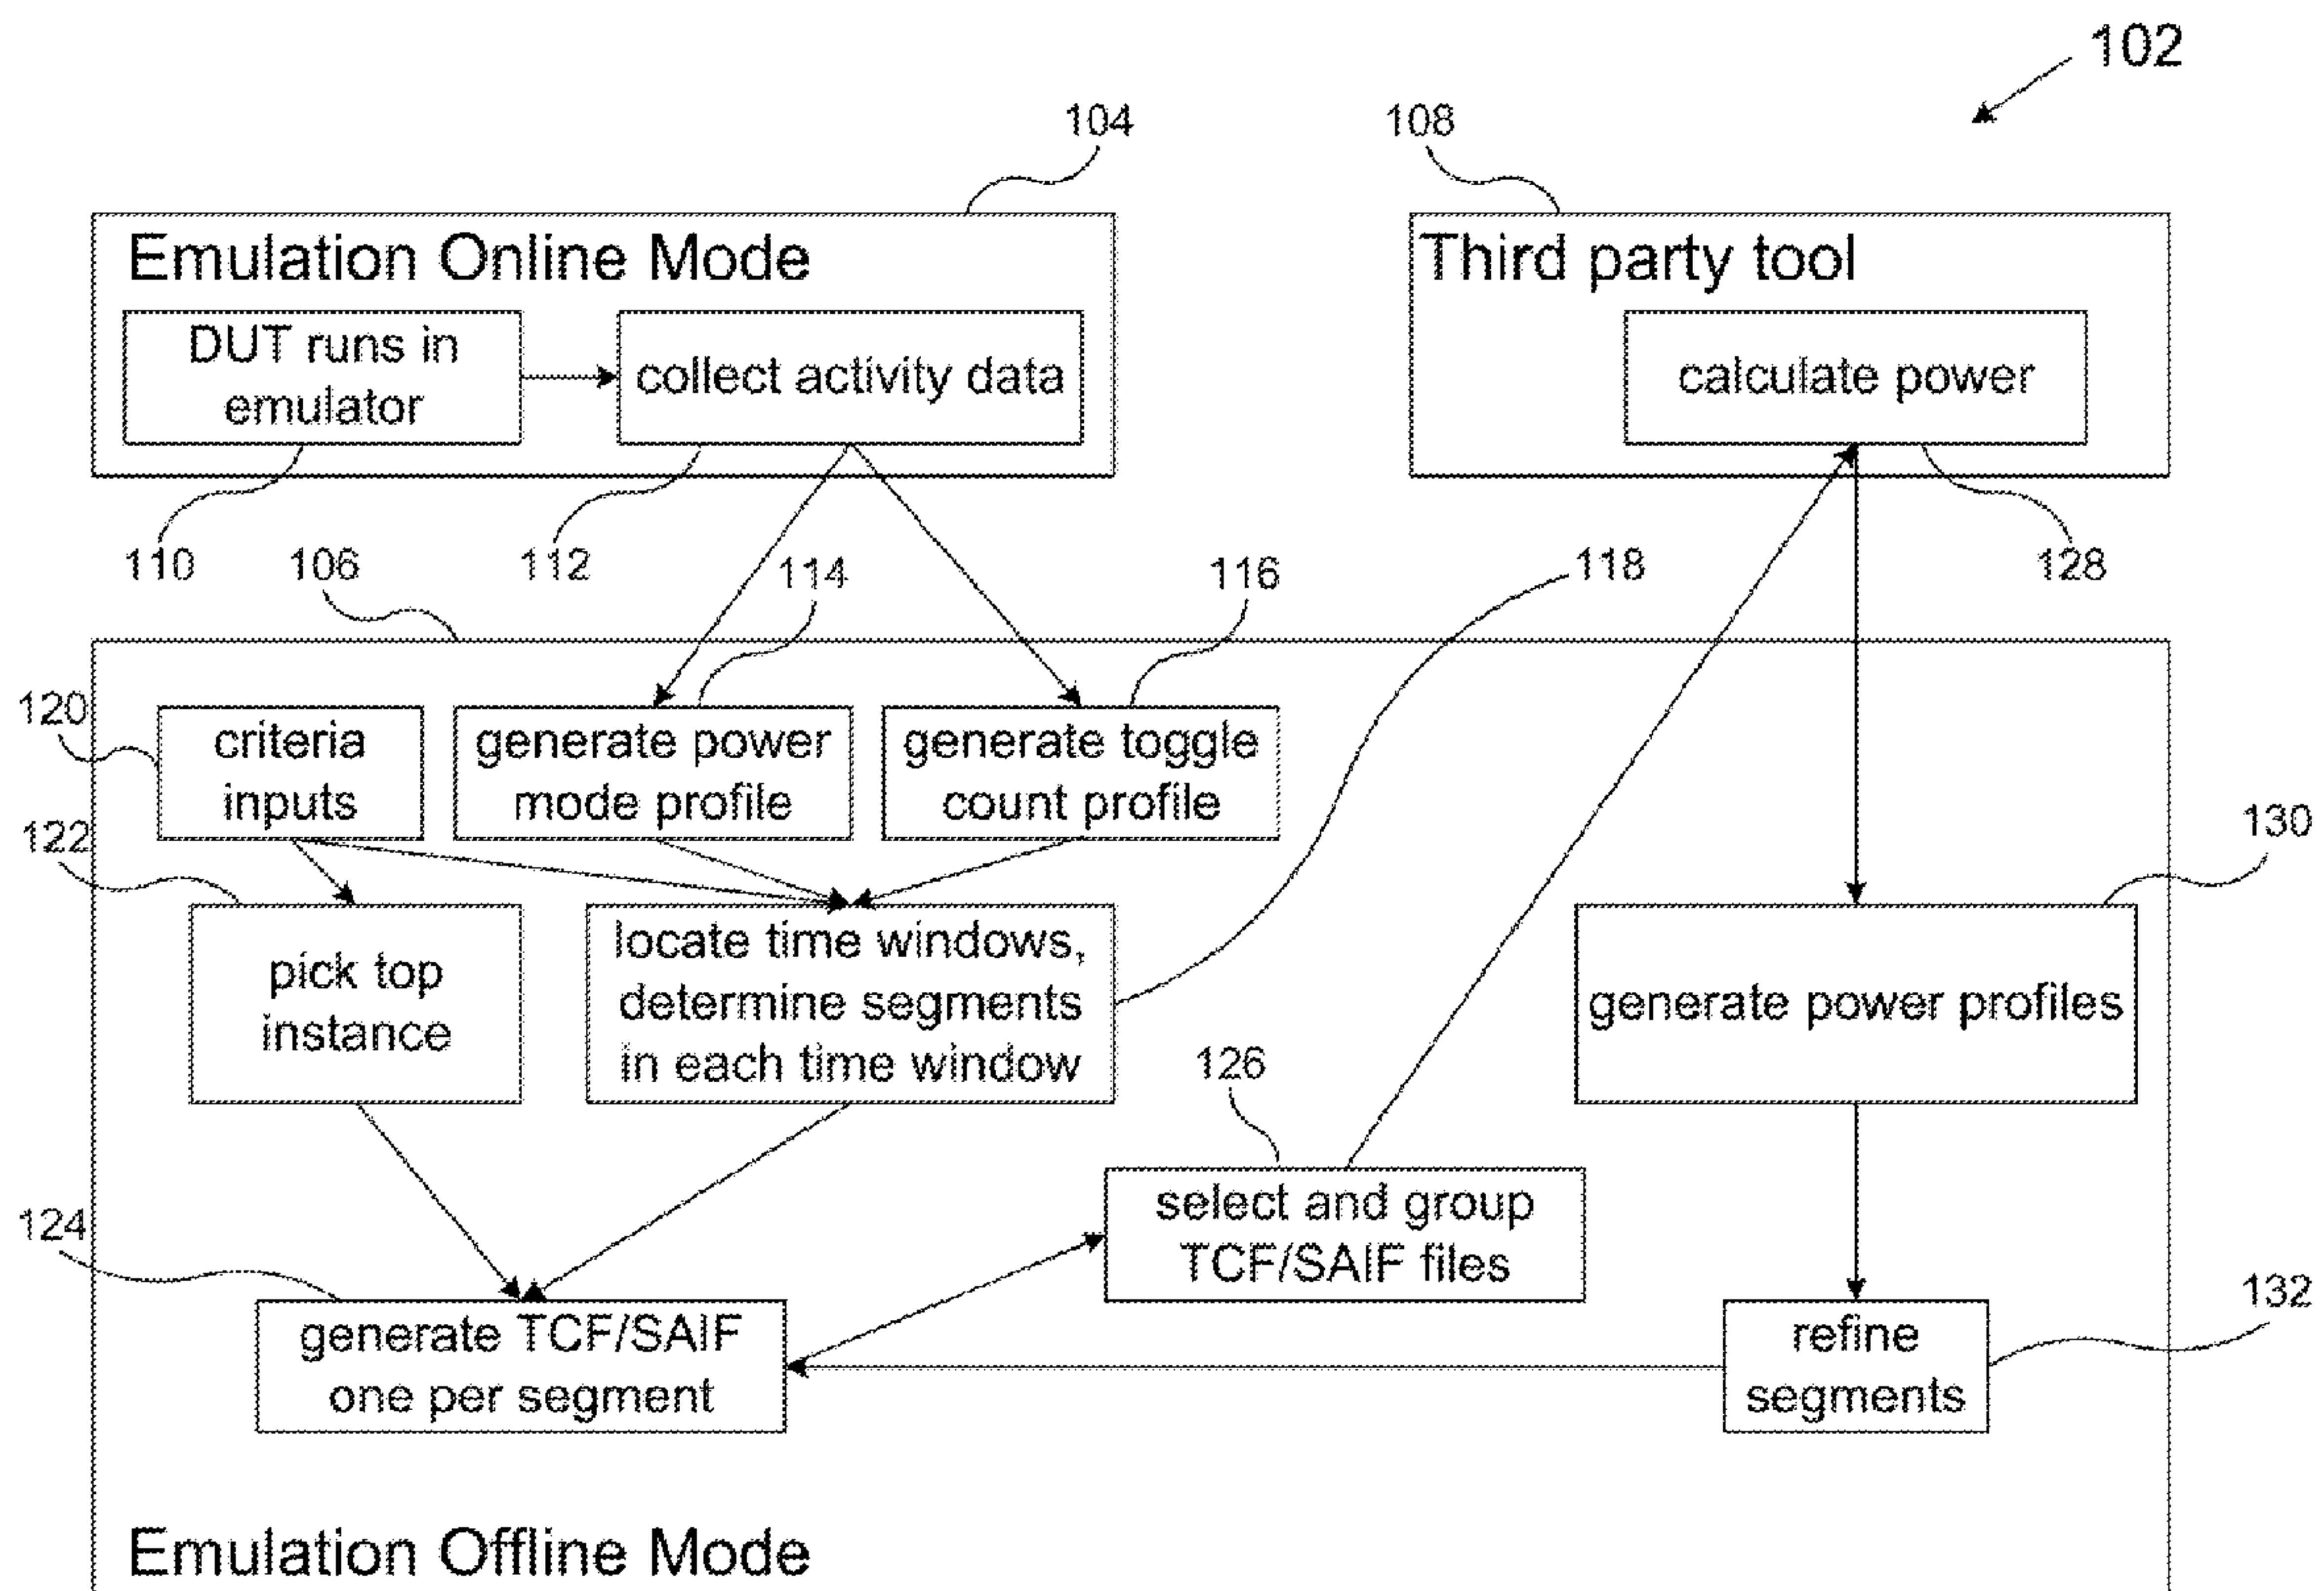 102
104
108
Emulation Online Mode
Third party tool
DUT runs in
emulator
collect activity data
calculate power
110
106
112
114
116
118
128
120
criteria
inputs
generate power
mode profile
generate toggle
count profile
122
130
pick top
instance
locate time windows,
determine segments
in each time window
generate power profiles
126
124
select and group
TCF/SAIF files
132
generate TCF/SAIF
one per segment
refine
segments
Emulation Offline Mode